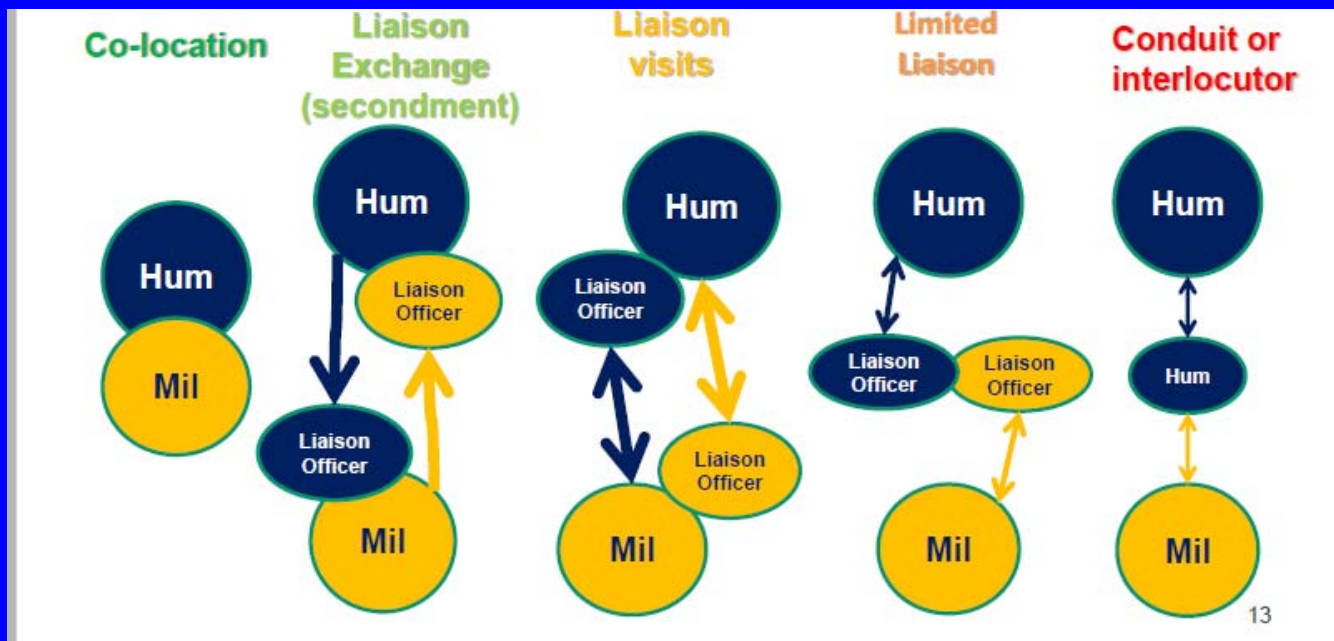 Co-location
Liaison
Exchange
(secondment)
Liaison
visits
Limited
Liaison
Conduit or
interlocutor
Hum
Mil
Hum
Liaison
Officer
Liaison
Officer
Mil
Hum
Liaison
Officer
Liaison
Officer
Mil
Hum
Liaison
Officer
Liaison
Officer
Mil
Hum
Hum
Mil
13